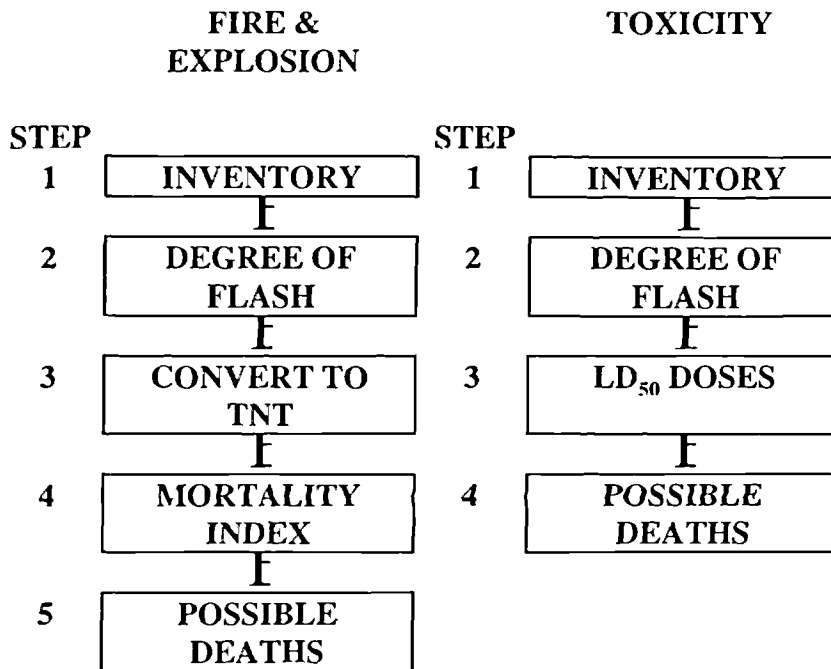 FIRE &
EXPLOSION
STEP
1 INVENTORY
2 DEGREE OF
FLASH
3 CONVERT TO
TNT
4 MORTALITY
INDEX
5 POSSIBLE
DEATHS
TOXICITY
STEP
1 INVENTORY
2 DEGREE OF
FLASH
3 LD₅₀ DOSES
4 POSSIBLE
DEATHS